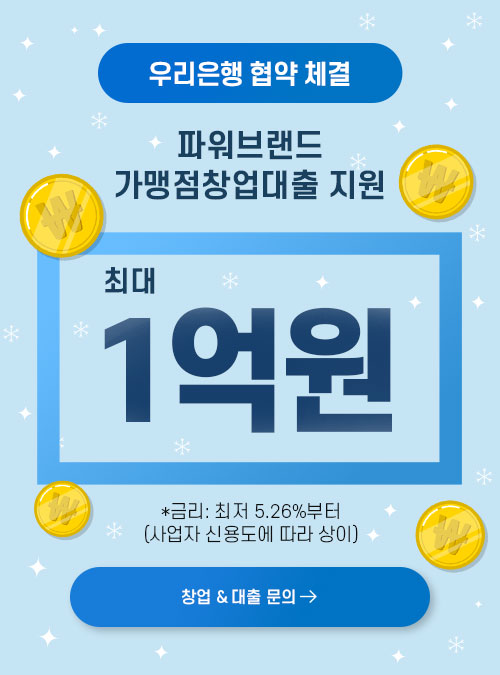 우리은행 협약 체결
파워브랜드
가맹점창업대출 지원
최대
1억원
*금리: 최저 5.26%부터
(사업자 신용도에 따라 상이)
창업 & 대출 문의 →